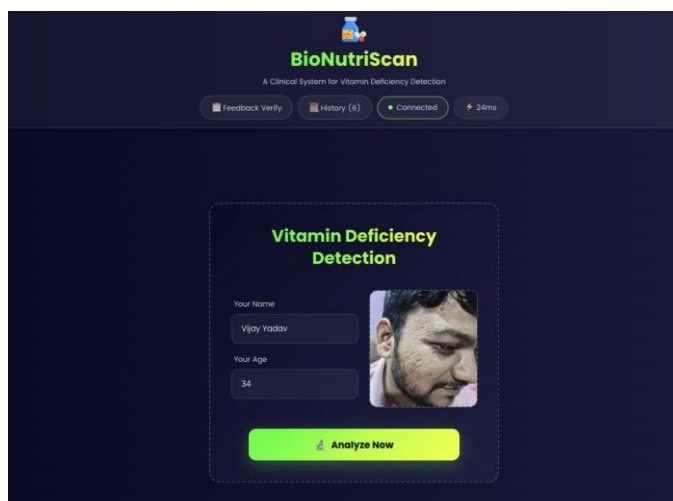 BioNutriScan
A Clinical System for Vitamin Deficiency Detection
Feedback Verify
History (6)
Connected
24ms
Vitamin Deficiency
Detection
Your Name
Vijay Yadav
Your Age
34
Analyze Now